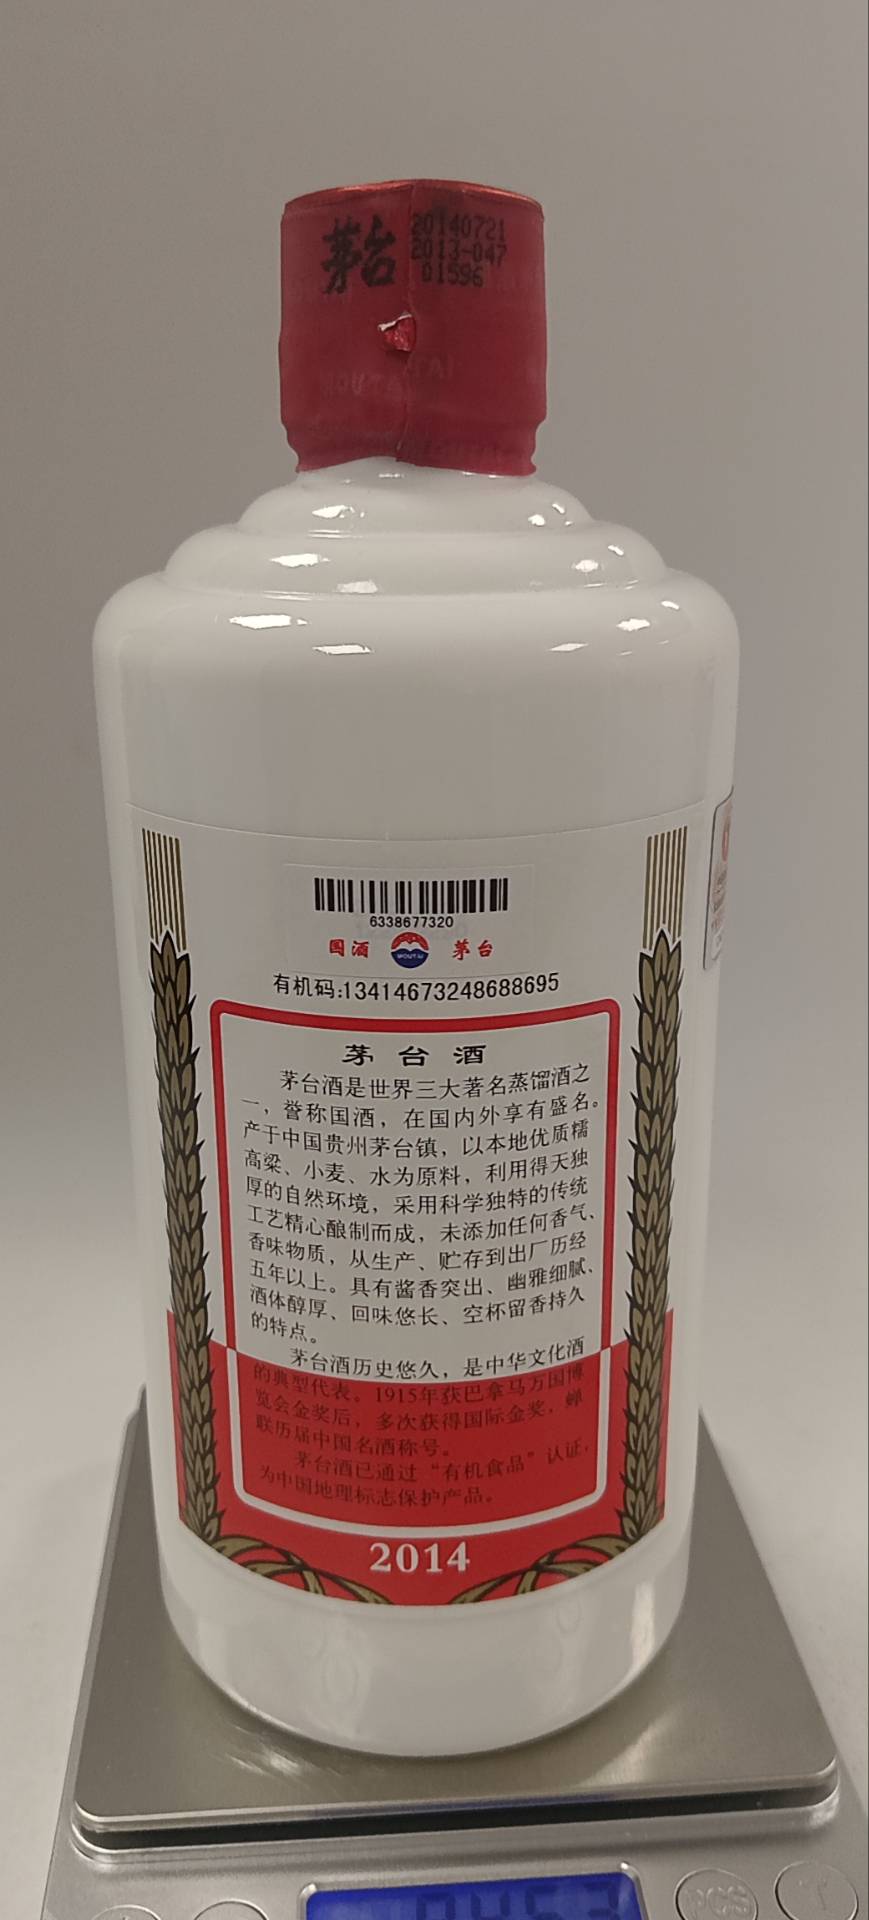 茅台
20140721
2013-047
01596
MOUTAI
6338677320
国酒
MOUTAI
茅台
有机码:13414673248688695
茅台酒
茅台酒是世界三大著名蒸馏酒之
一，誉称国酒，在国内外享有盛名。
产于中国贵州茅台镇，以本地优质糯
高粱、小麦、水为原料，利用得天独
厚的自然环境，采用科学独特的传统
工艺精心酿制而成，未添加任何香气、
香味物质，从生产、贮存到出厂历经
五年以上。具有酱香突出、幽雅细腻、
酒体醇厚、回味悠长、空杯留香持久
的特点。
茅台酒历史悠久，是中华文化酒
的典型代表。1915年获巴拿马万国博
览会金奖后，多次获得国际金奖，蝉
联历届中国名酒称号。
茅台酒已通过“有机食品”认证，
为中国地理标志保护产品。
2014
PCS
T